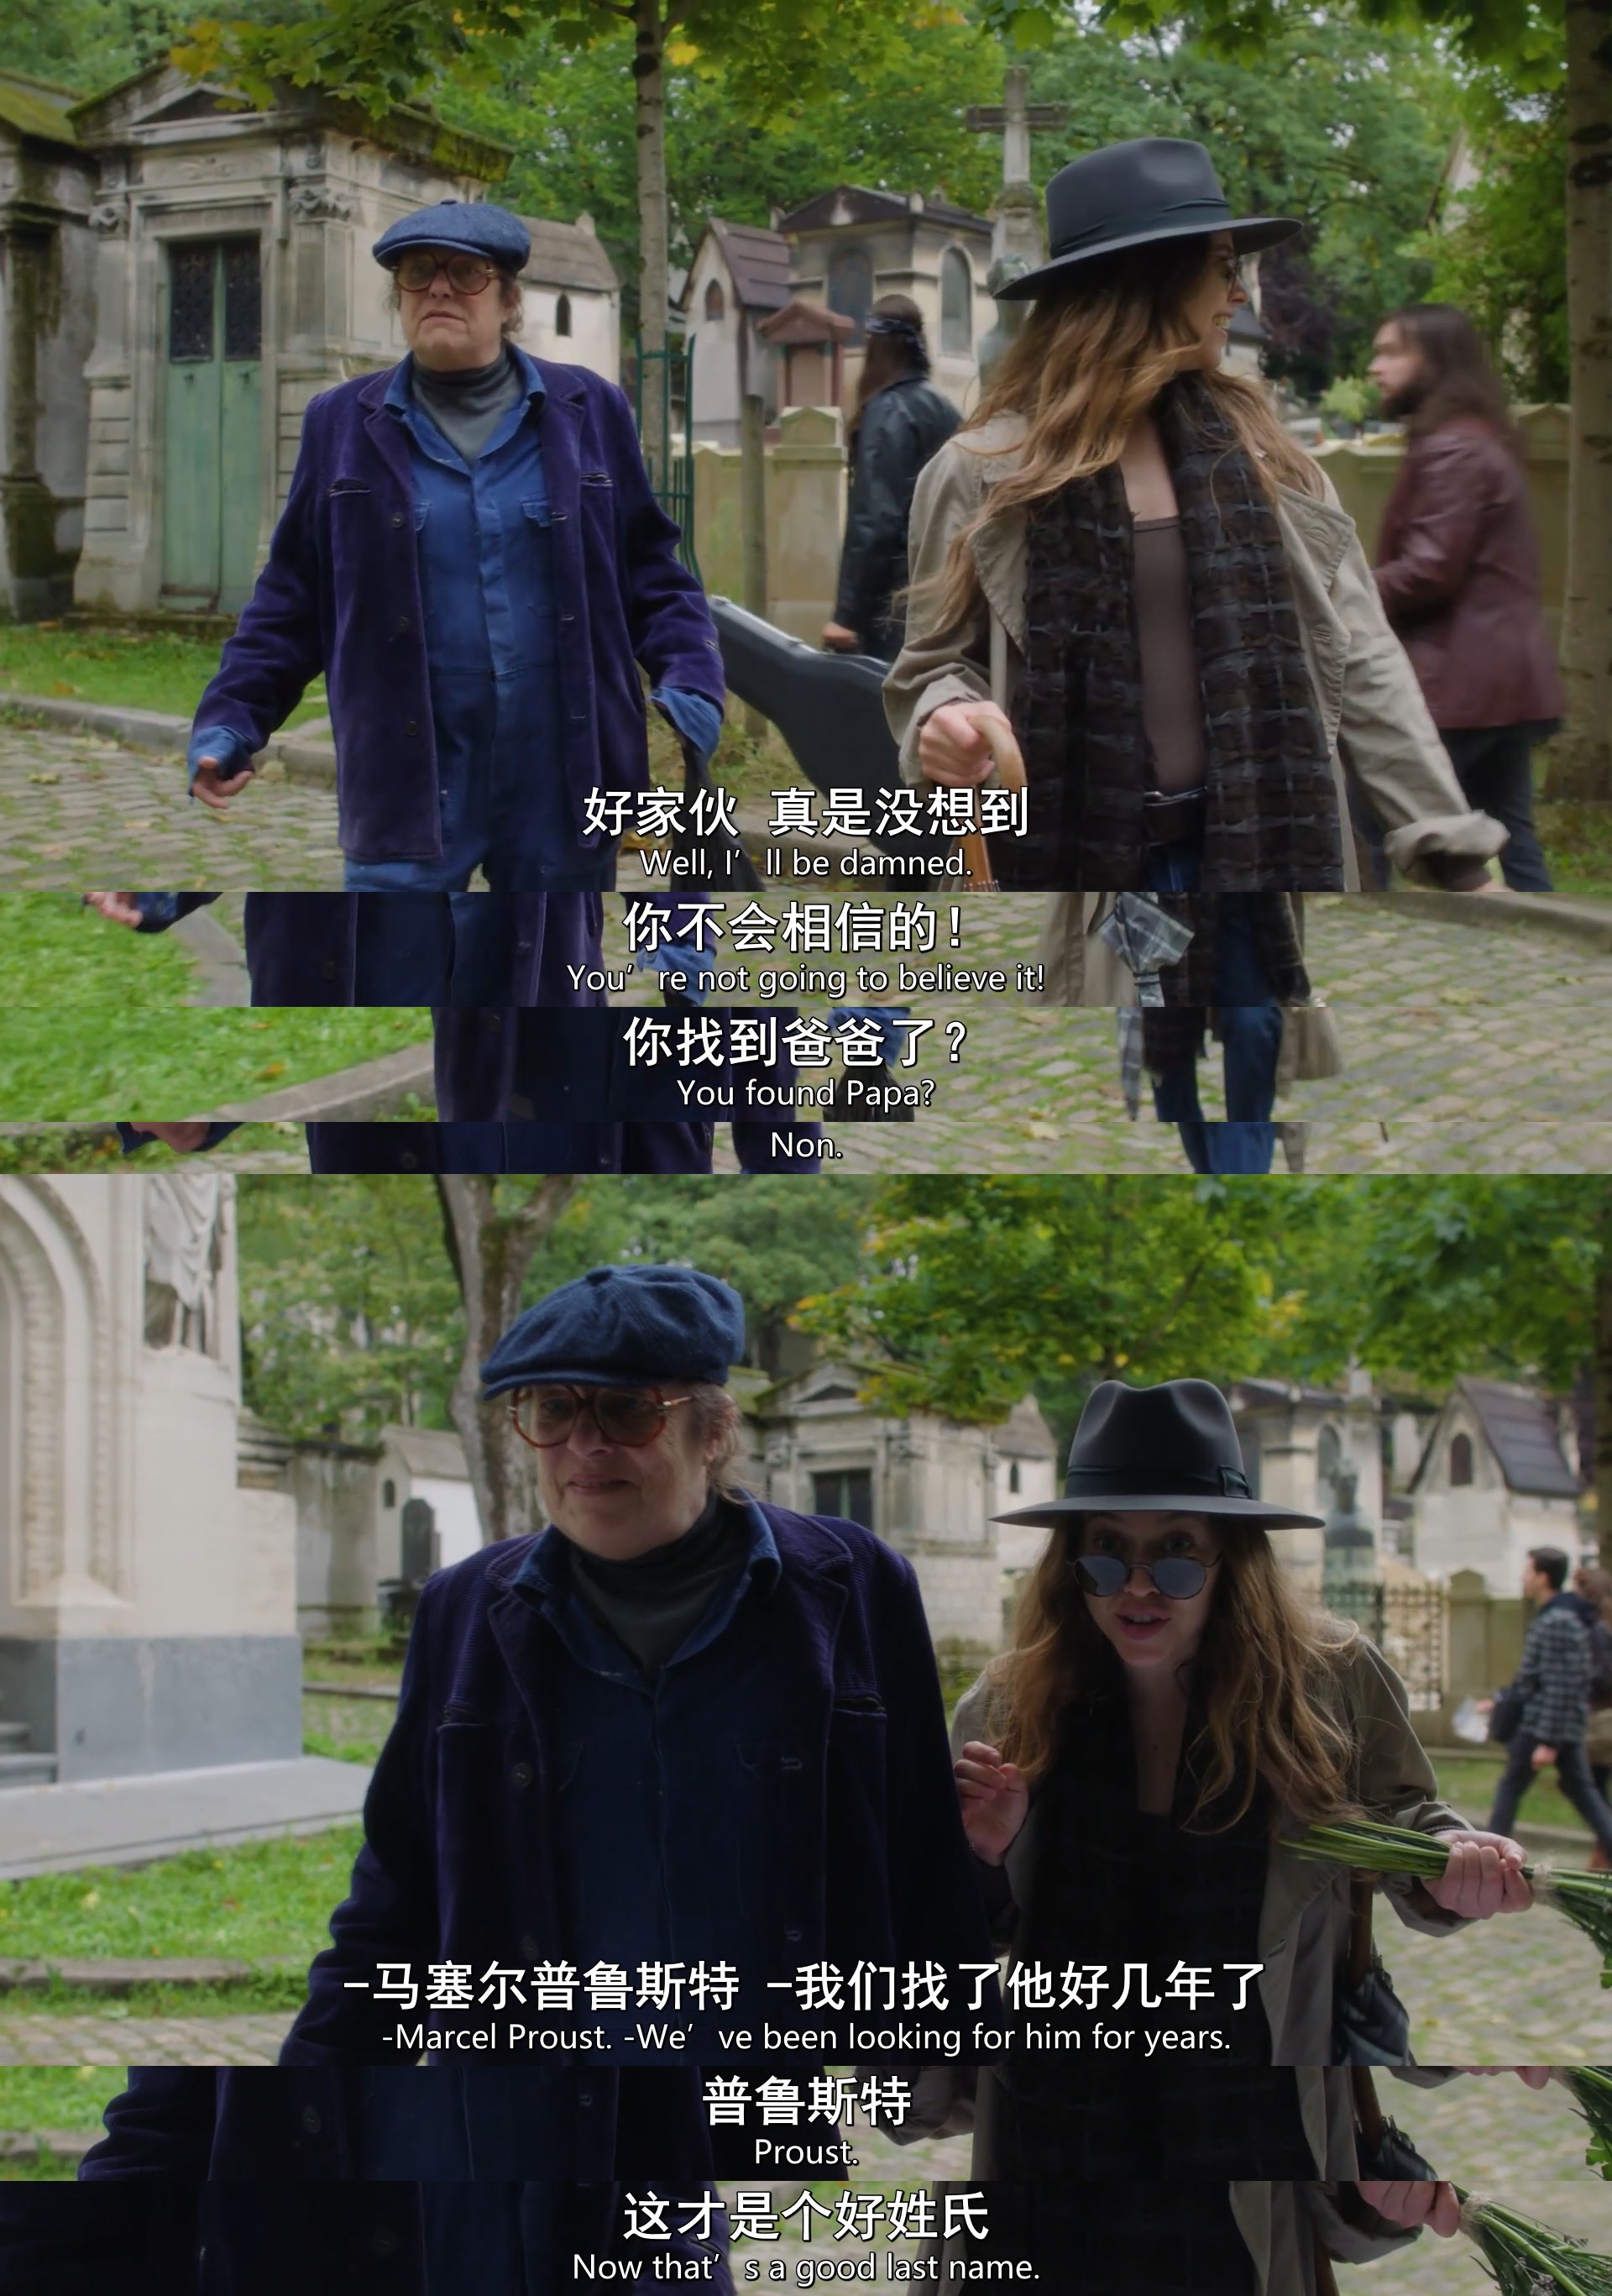 好家伙 真是没想到
Well, I'll be damned.
你不会相信的!
You're not going to believe it!
你找到爸爸了?
You found Papa?
Non.
-马塞尔普鲁斯特 -我们找了他好几年了
-Marcel Proust. -We've been looking for him for years.
普鲁斯特
Proust.
这才是个好姓氏
Now that's a good last name.